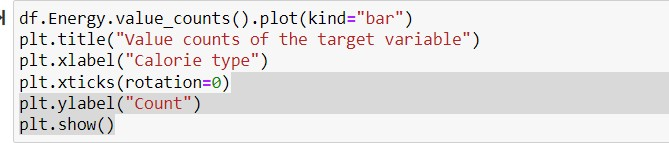 df.Energy.value_counts().plot(kind="bar")
plt.title("Value counts of the target variable")
plt.xlabel("Calorie type")
plt.xticks(rotation=0)
plt.ylabel("Count")
plt.show()